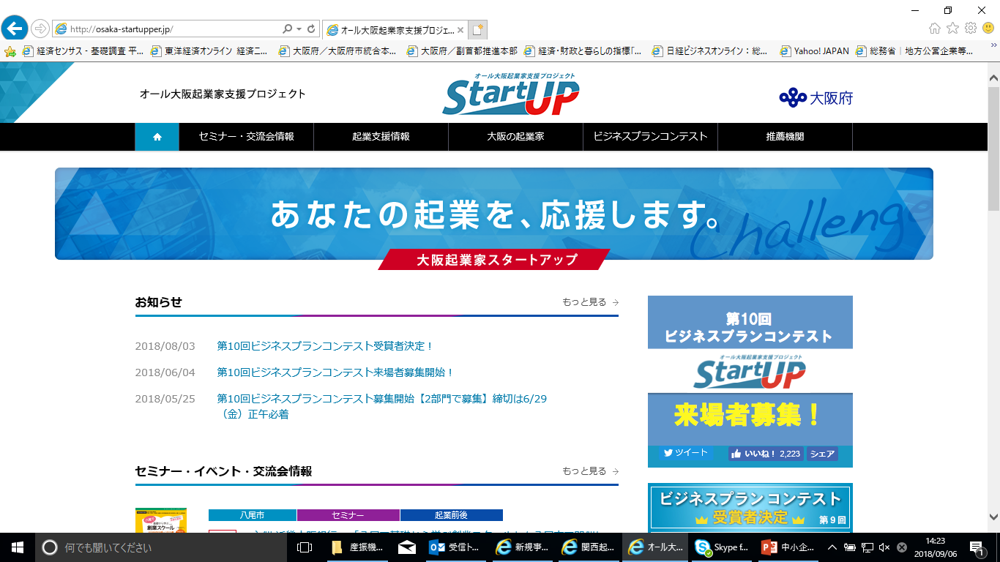 http://osaka-startupper.jp/
オール大阪起業家支援プロジェ...
経済センサス - 基礎調査 平...
東洋経済オンライン 経済ニ...
大阪府／大阪市統合本...
大阪府／副首都推進本部
経済・財政と暮らしの指標「...
日経ビジネスオンライン：総...
Yahoo! JAPAN
総務省｜地方公営企業等...
オール大阪起業家支援プロジェクト
オール大阪起業家支援プロジェクト
StartUP
大阪府
セミナー・交流会情報
起業支援情報
大阪の起業家
ビジネスプランコンテスト
推薦機関
あなたの起業を、応援します。
Challenge
大阪起業家スタートアップ
お知らせ
もっと見る
2018/08/03 第10回ビジネスプランコンテスト受賞者決定！
2018/06/04 第10回ビジネスプランコンテスト来場者募集開始！
2018/05/25 第10回ビジネスプランコンテスト募集開始【2部門で募集】締切は6/29
（金）正午必着
第10回
ビジネスプランコンテスト
オール大阪起業家支援プロジェクト
StartUP
来場者募集！
ツイート
いいね！ 2,223
シェア
セミナー・イベント・交流会情報
もっと見る
八尾市
セミナー
起業前後
創業スクール
ビジネスプラン コンテスト
受賞者決定
第9回
何でも聞いてください
産振機...
受信ト...
新規事...
関西起...
オール大...
Skype f...
中小企...
14:23
2018/09/06
1